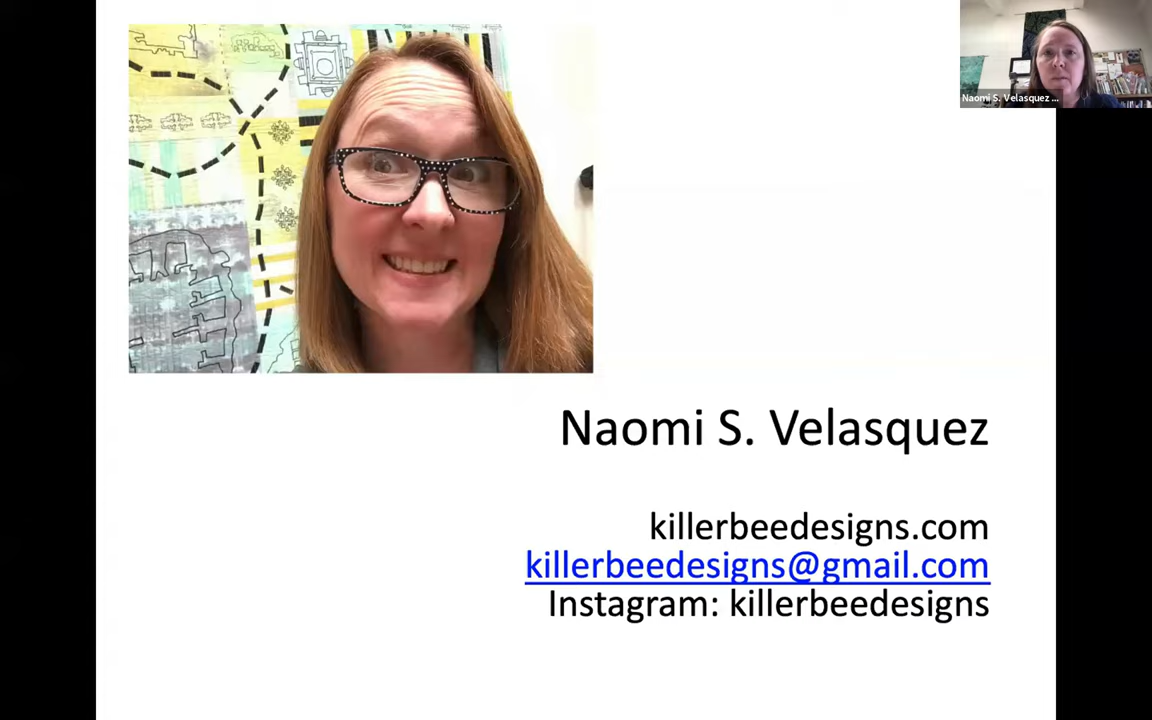 Naomi S. Velasquez ...
Naomi S. Velasquez
killerbeedesigns.com
killerbeedesigns@gmail.com
Instagram: killerbeedesigns